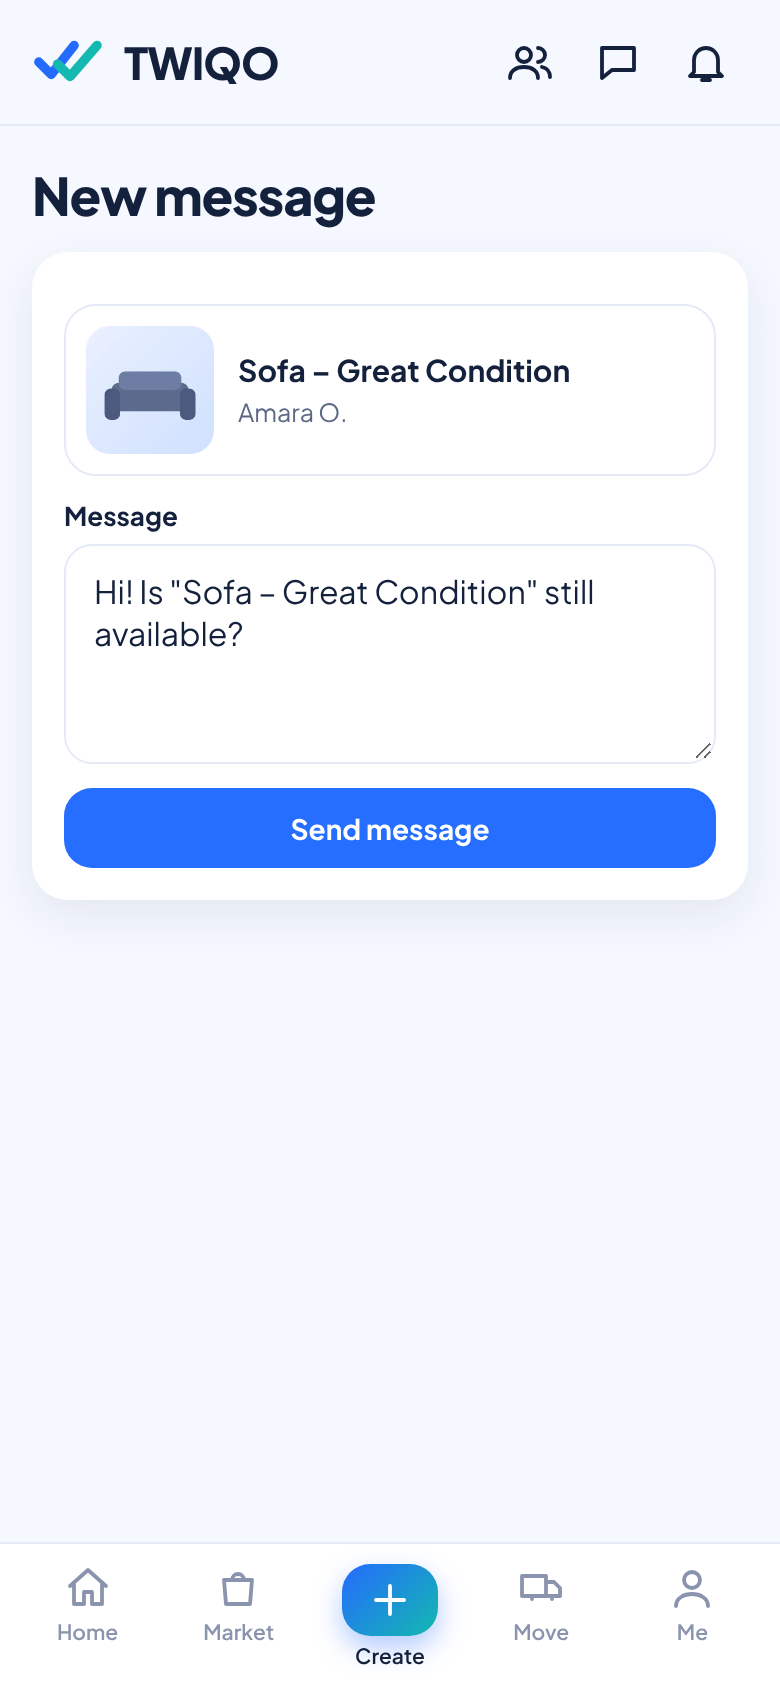 TWIQO
New message
Sofa – Great Condition
Amara O.
Message
Hi! Is "Sofa – Great Condition" still
available?
Send message
Home
Market
Create
Move
Me